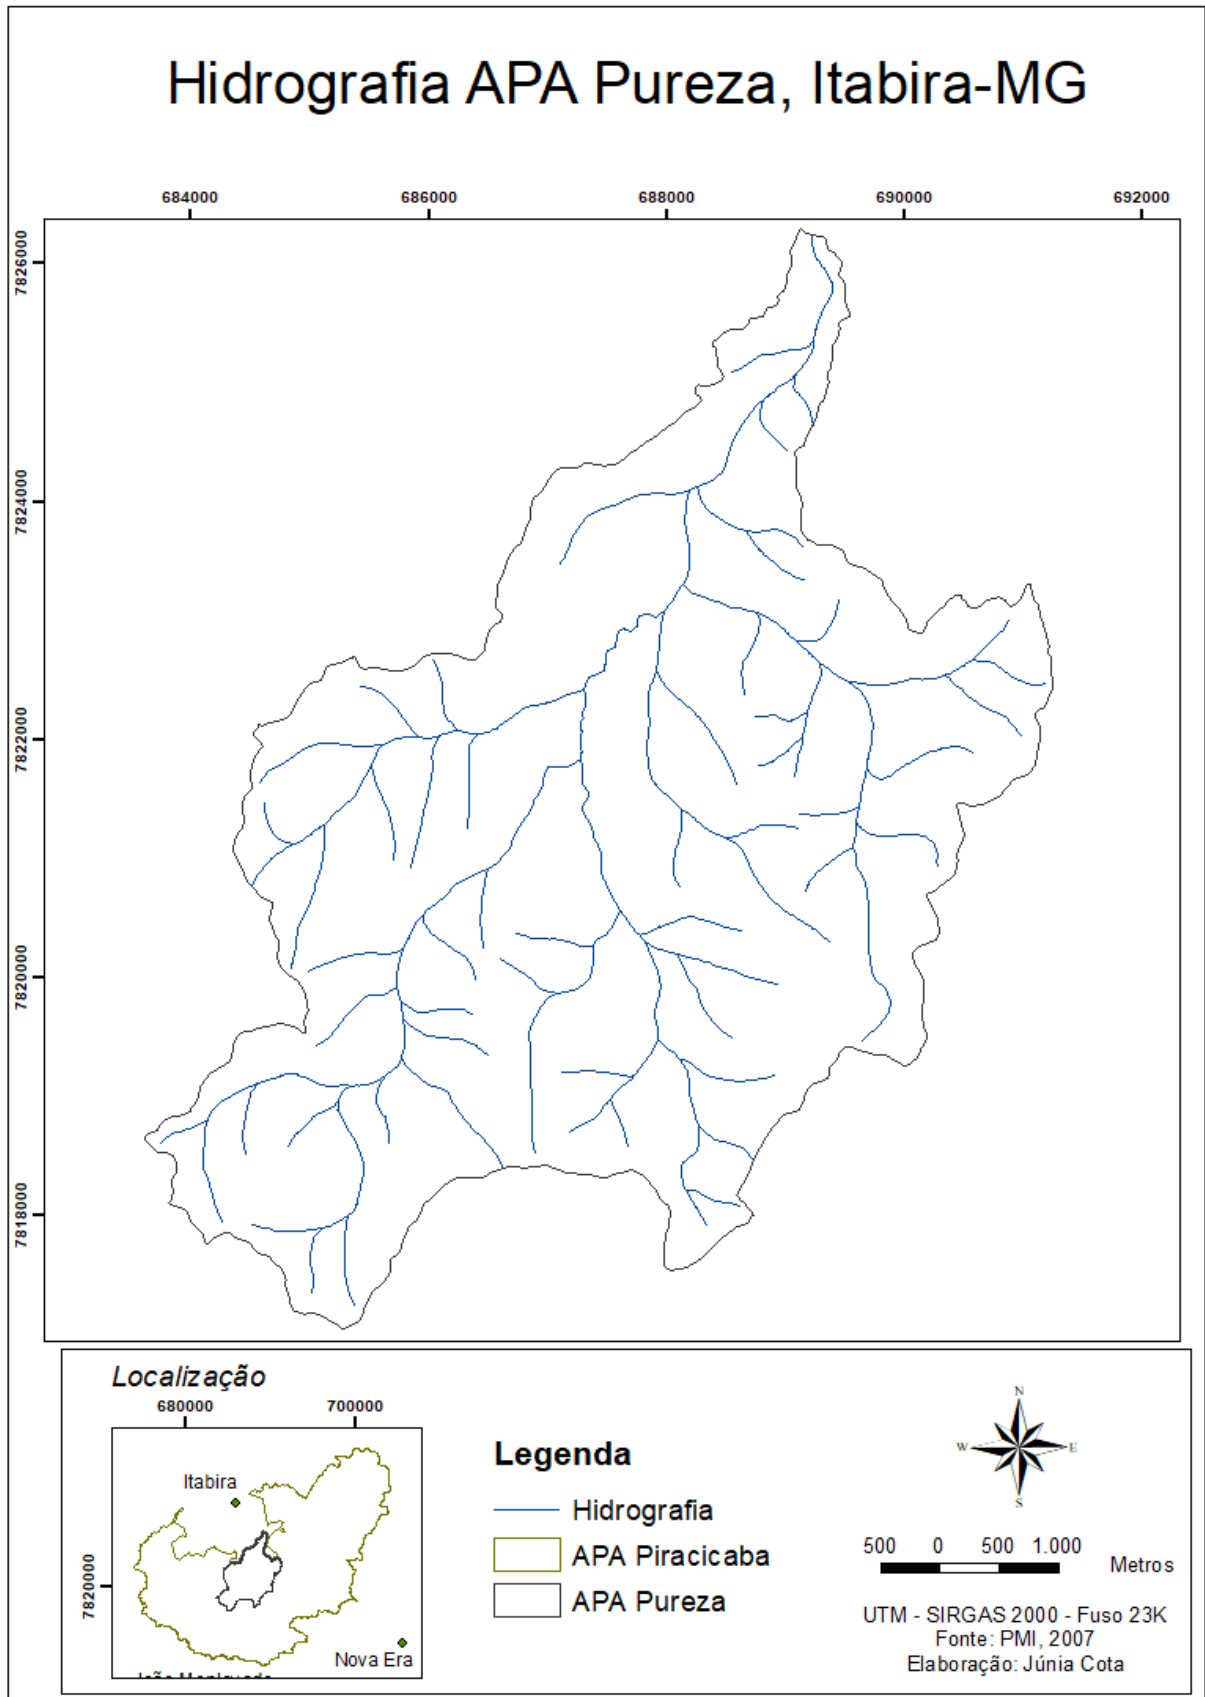 Hidrografia APA Pureza, Itabira-MG
684000 686000 688000 690000 692000
7826000
7824000
7822000
7820000
7818000
Localização
680000 700000
7820000
Itabira
Nova Era
Legenda
Hidrografia
APA Piracicaba
APA Pureza
N
W E
S
500 0 500 1.000
Metros
UTM - SIRGAS 2000 - Fuso 23K
Fonte: PMI, 2007
Elaboração: Júnia Cota